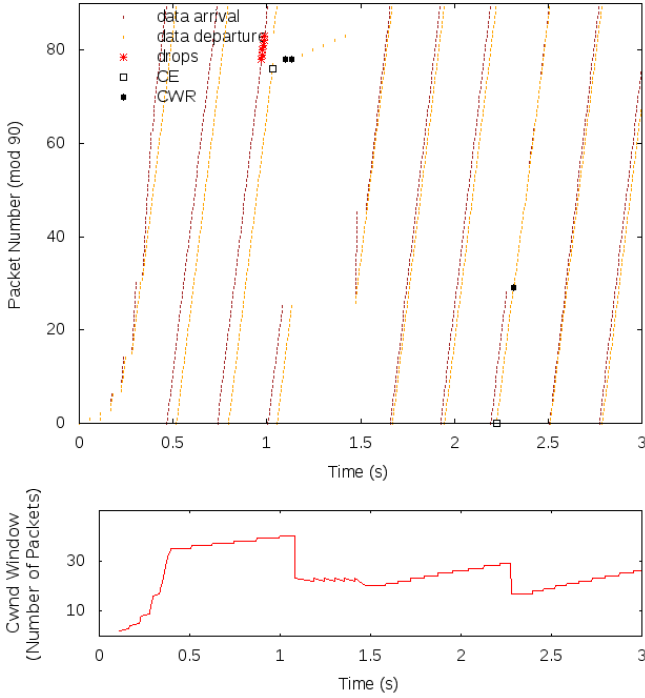 data arrival
data departure
drops
CE
CWR
80
60
40
20
0
Packet Number (mod 90)
0 0.5 1 1.5 2 2.5 3
Time (s)
30
10
Cwnd Window
(Number of Packets)
0 0.5 1 1.5 2 2.5 3
Time (s)